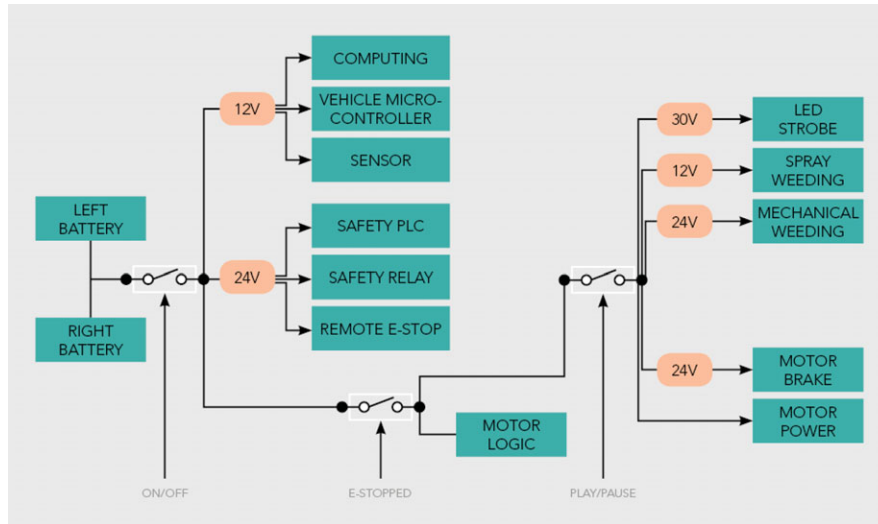 COMPUTING
12V
VEHICLE MICRO-
CONTROLLER
SENSOR
LEFT
BATTERY
RIGHT
BATTERY
SAFETY PLC
24V
SAFETY RELAY
REMOTE E-STOP
MOTOR
LOGIC
30V
LED
STROBE
12V
SPRAY
WEEDING
24V
MECHANICAL
WEEDING
24V
MOTOR
BRAKE
MOTOR
POWER
ON/OFF
E-STOPPED
PLAY/PAUSE